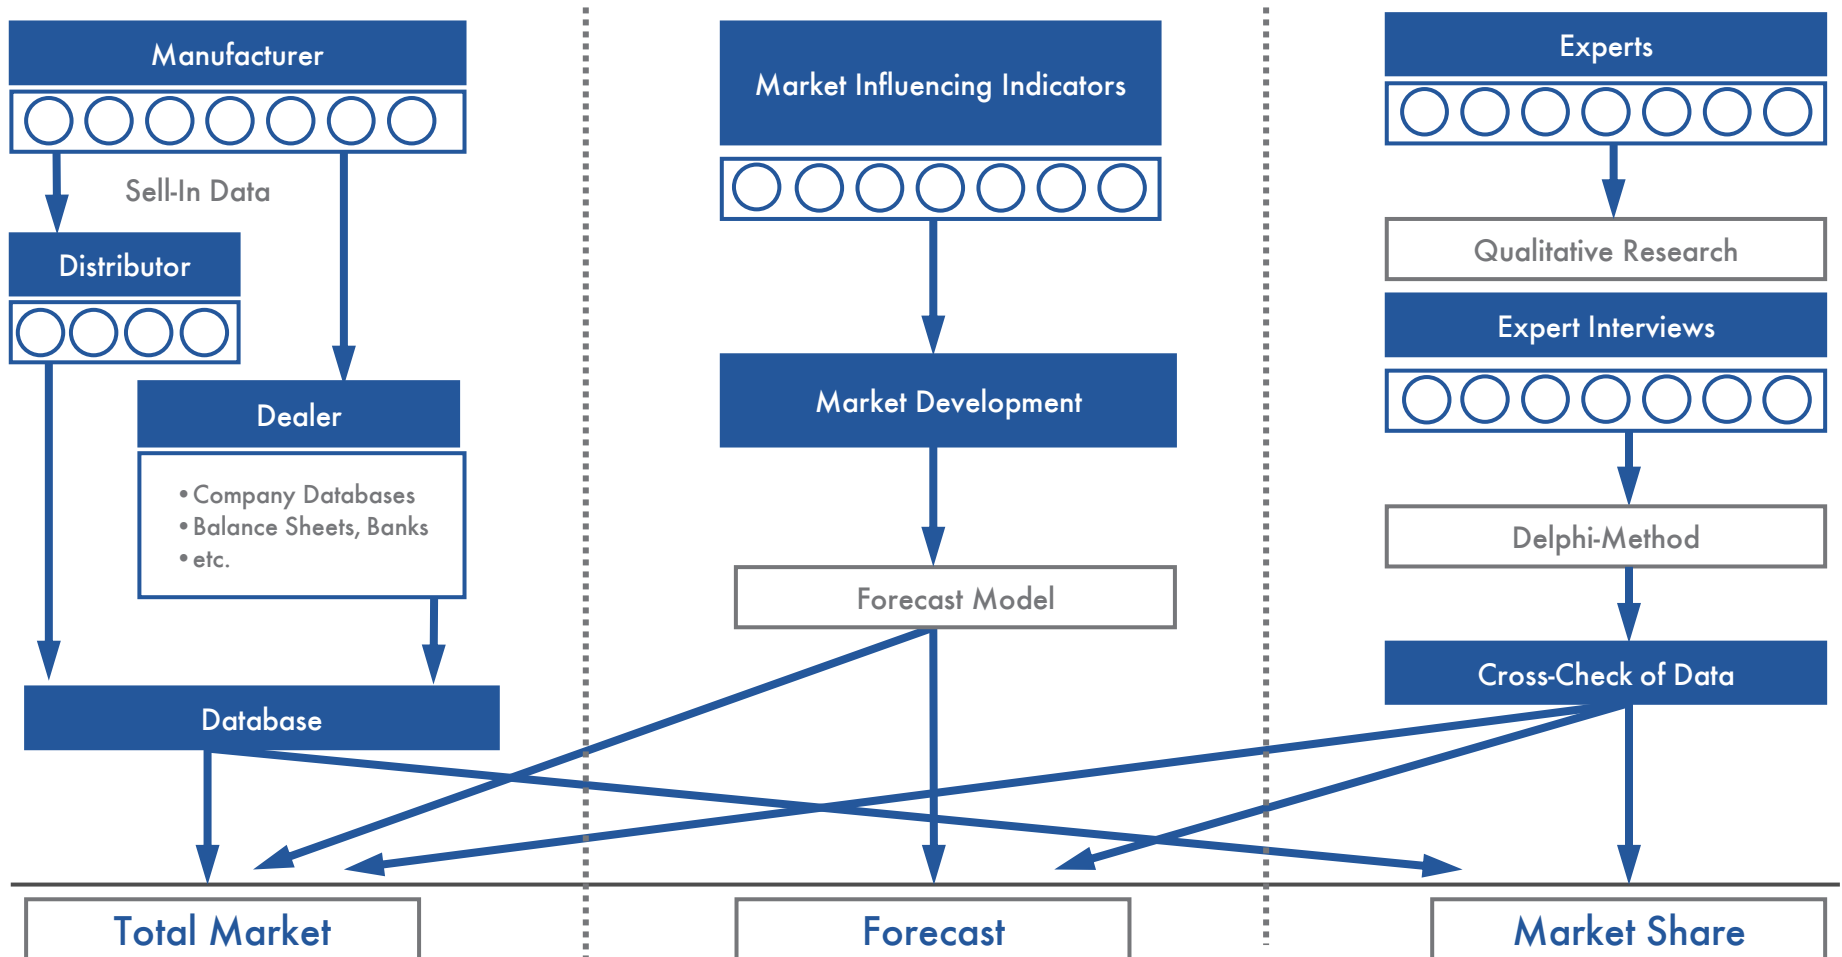 Manufacturer
Sell-In Data
Distributor
Dealer
• Company Databases
• Balance Sheets, Banks
• etc.
Database
Total Market
Market Influencing Indicators
Market Development
Forecast Model
Forecast
Experts
Qualitative Research
Expert Interviews
Delphi-Method
Cross-Check of Data
Market Share